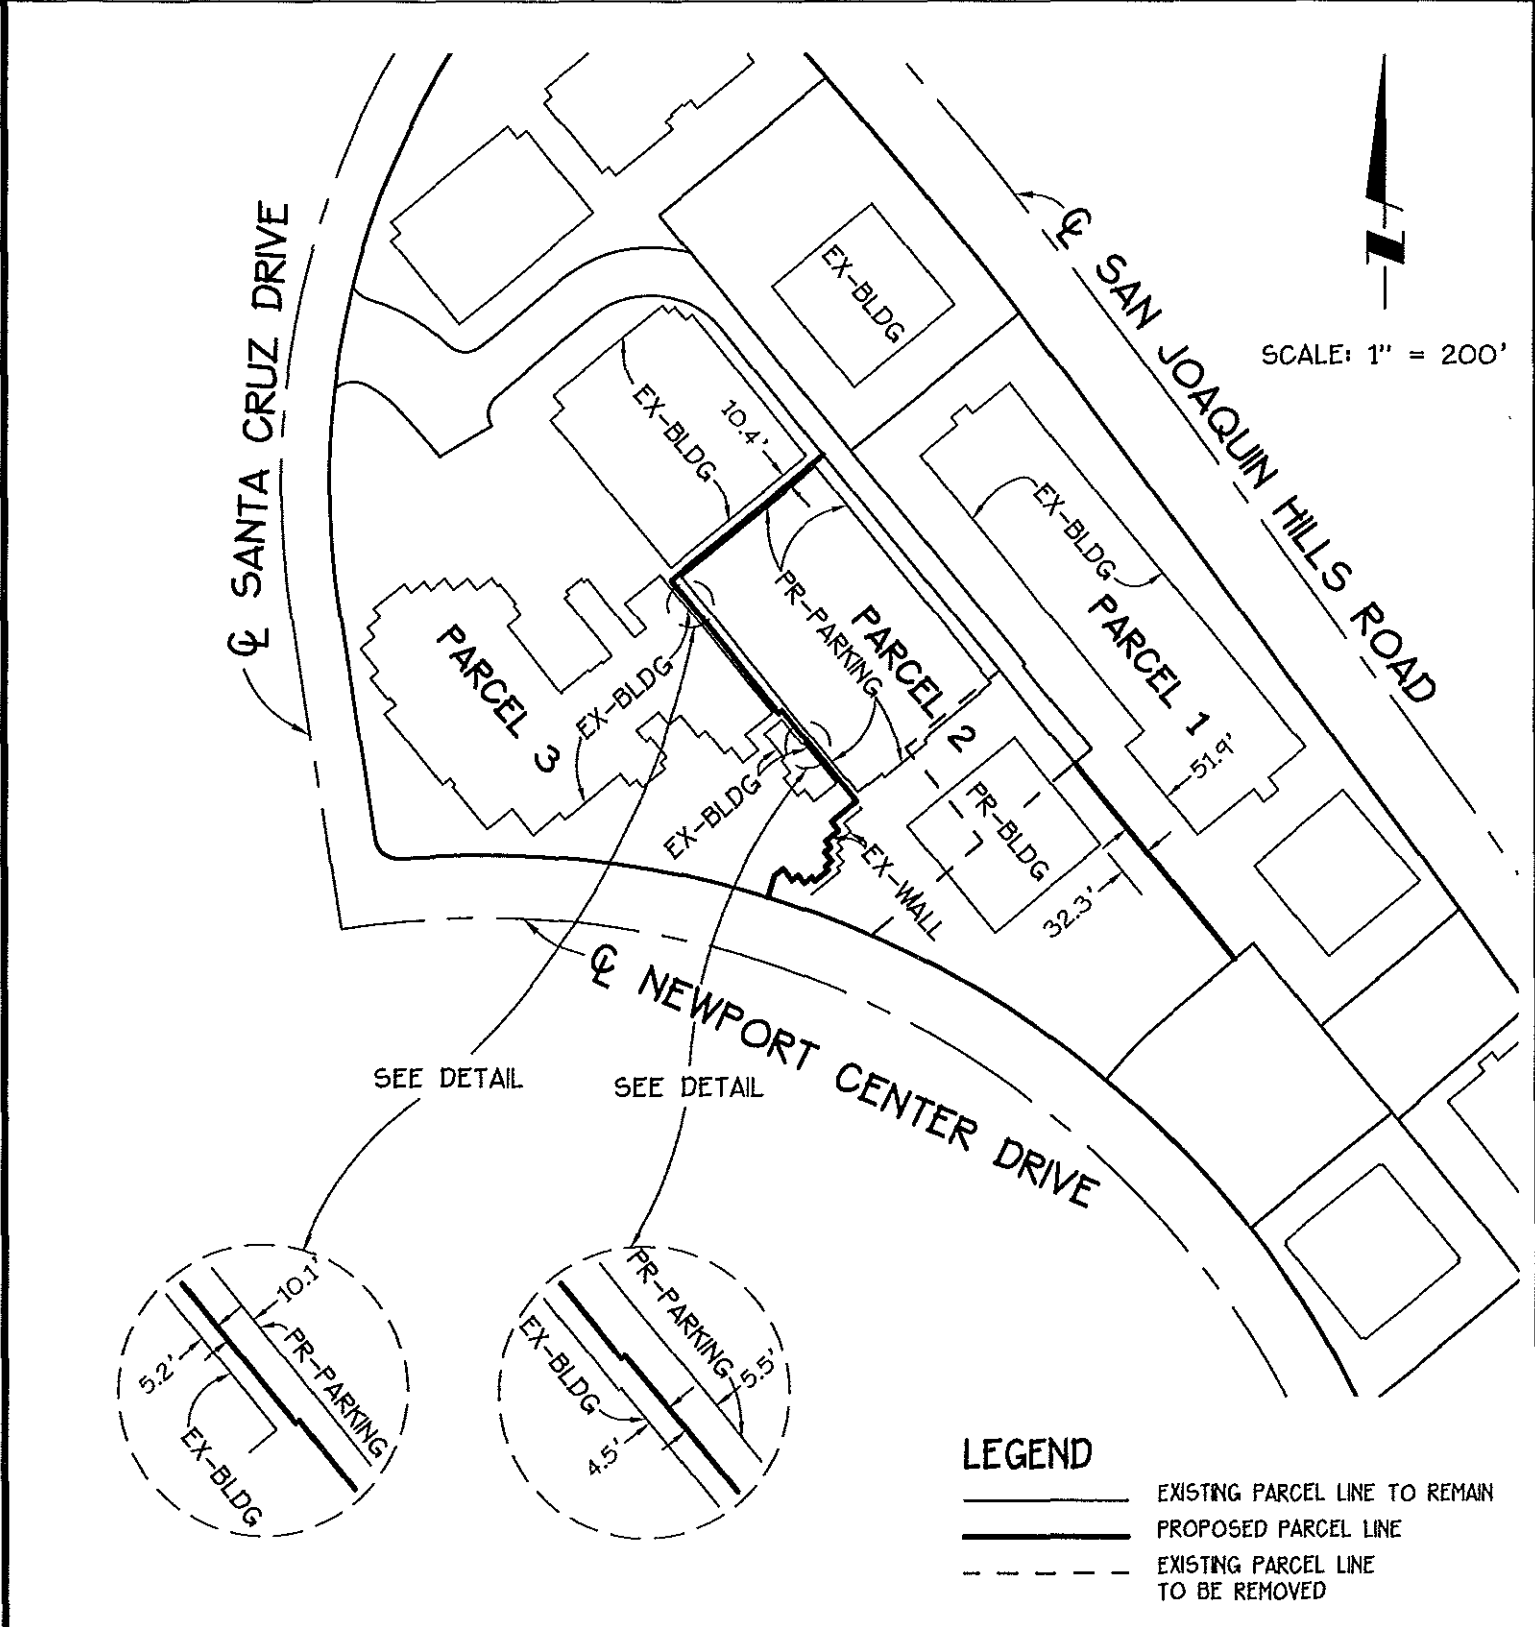 ℄ SANTA CRUZ DRIVE
℄ SAN JOAQUIN HILLS ROAD
N
SCALE: 1" = 200'
EX-BLDG
EX-BLDG
10.4'
EX-BLDG
PR-PARKING
PARCEL 2
PARCEL 1
51.9'
PARCEL 3
EX-BLDG
EX-BLDG
PR-BLDG
EX-WALL
32.3'
℄ NEWPORT CENTER DRIVE
SEE DETAIL
SEE DETAIL
10.1'
PR-PARKING
5.2'
EX-BLDG
PR-PARKING
EX-BLDG
5.5'
4.5'
LEGEND
EXISTING PARCEL LINE TO REMAIN
PROPOSED PARCEL LINE
EXISTING PARCEL LINE
TO BE REMOVED